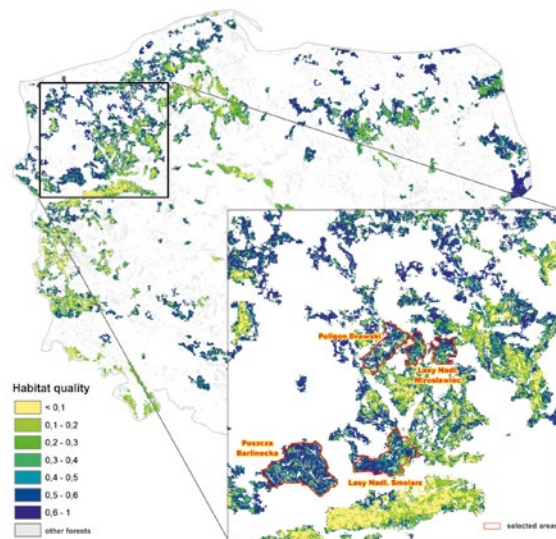 Poligon Drawski
Lasy Nadl.
Mirosławiec
Puszcza
Barlinecka
Lasy Nadl. Smolarz
Habitat quality
< 0,1
0,1 - 0,2
0,2 - 0,3
0,3 - 0,4
0,4 - 0,5
0,5 - 0,6
0,6 - 1
other forests
selected areas